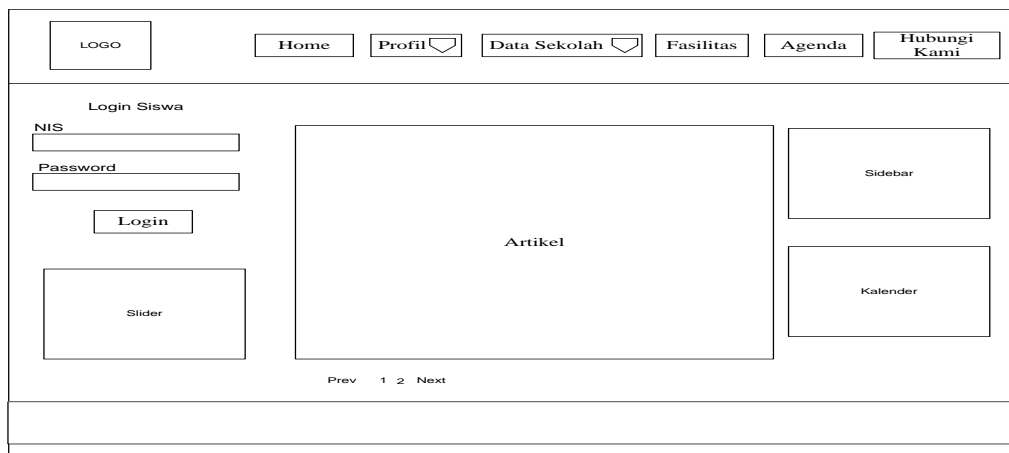 LOGO
Home
Profil
Data Sekolah
Fasilitas
Agenda
Hubungi
Kami
Login Siswa
NIS
Password
Login
Slider
Artikel
Prev 1 2 Next
Sidebar
Kalender